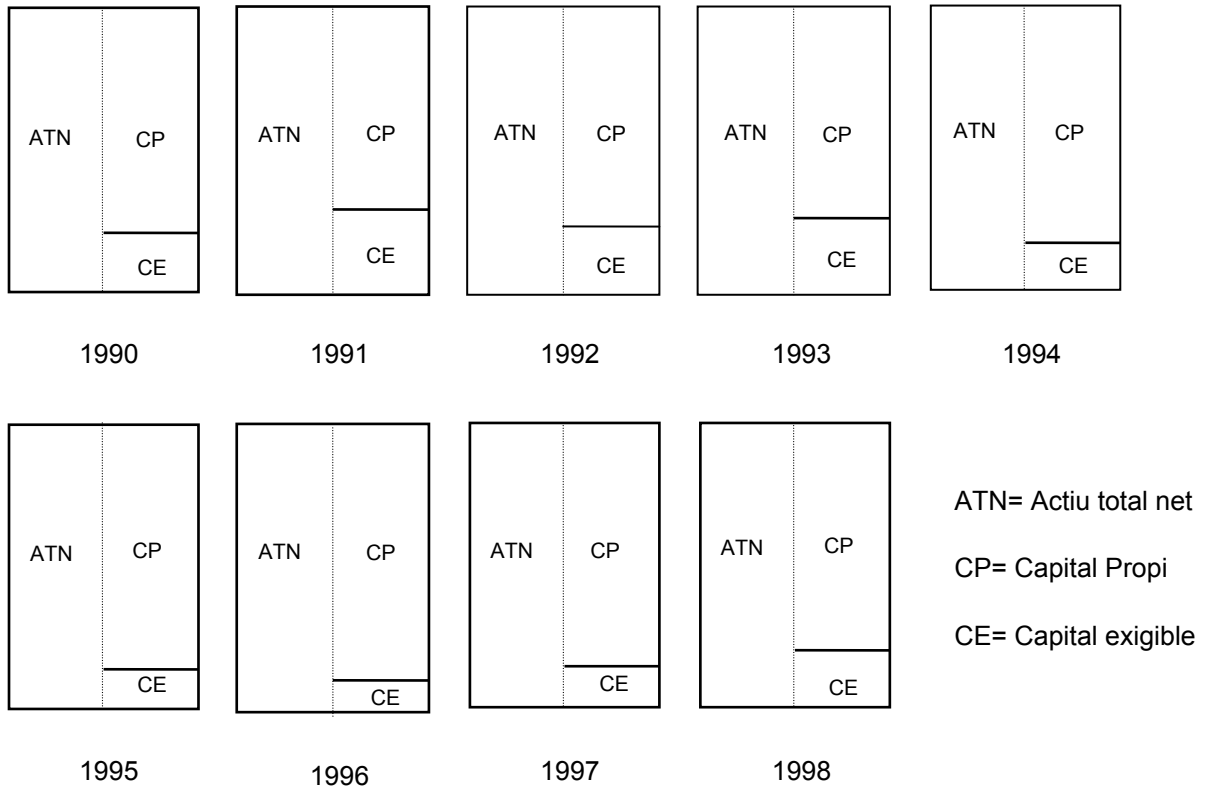 ATN CP ATN CP ATN CP ATN CP ATN CP
CE CE CE CE CE
1990 1991 1992 1993 1994
ATN CP ATN CP ATN CP ATN CP
CE CE CE CE
1995 1996 1997 1998
ATN= Actiu total net
CP= Capital Propi
CE= Capital exigible